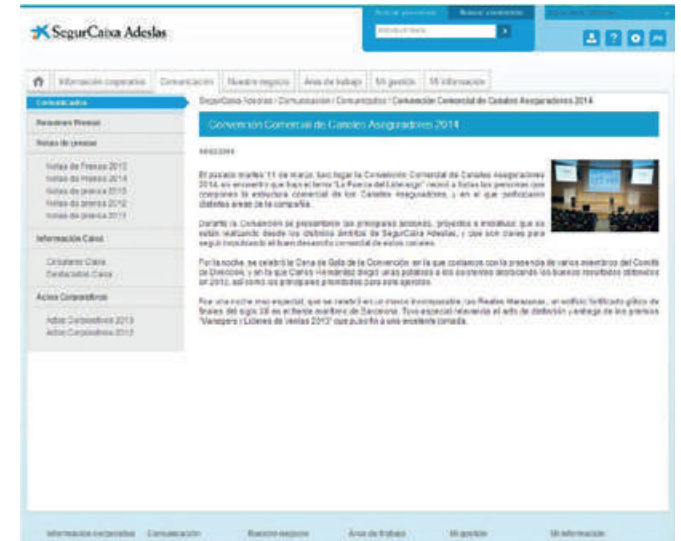 SegurCaixa Adeslas
Información corporativa
Comunicación
Nuestro negocio
Área de trabajo
Mi gestión
Mi información
Comunicados
SegurCaixa Adeslas / Comunicación / Comunicados / Convención Comercial de Canales Aseguradores 2014
Resúmenes Prensa
Convención Comercial de Canales Aseguradores 2014
Notas de prensa
Notas de Prensa 2014
Notas de prensa 2013
Notas de prensa 2012
Notas de prensa 2011
El pasado martes 11 de marzo, tuvo lugar la Convención Comercial de Canales Aseguradores
2014, un encuentro que bajo el lema "La Fuerza del Liderazgo" reunió a todas las personas que
componen la estructura comercial de los Canales Aseguradores, y en el que participaron
distintas áreas de la compañía.
Durante la Convención se presentaron las principales acciones, proyectos e iniciativas que se
están realizando desde los distintos ámbitos de SegurCaixa Adeslas, y que son claves para
seguir impulsando el buen desarrollo comercial de estos canales.
Por la noche, se celebró la Cena de Gala de la Convención, en la que contamos con la presencia de varios miembros del Comité
de Dirección, y en la que Carlos Hernández dirigió unas palabras a los asistentes destacando los buenos resultados obtenidos
en 2013, así como las principales prioridades para este ejercicio.
Fue una noche muy especial, que se celebró en un marco incomparable, las Reales Atarazanas, un edificio fortificado gótico de
finales del siglo XIII en el frente marítimo de Barcelona. Tuvo especial relevancia el acto de distinción y entrega de los premios
"Managers y Líderes de Ventas 2013" que puso fin a una excelente jornada.
Información Caixa
Circulares Caixa
Destacados Caixa
Actos Corporativos
Actos Corporativos 2013
Actos Corporativos 2012
Información corporativa
Comunicación
Nuestro negocio
Área de trabajo
Mi gestión
Mi información